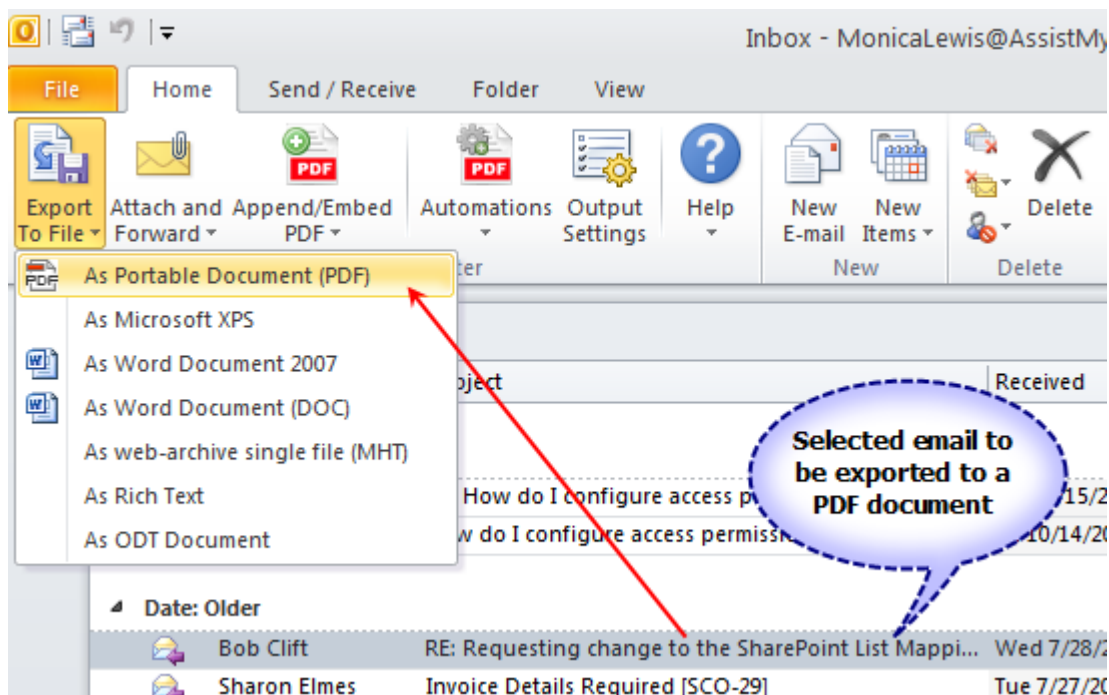 Inbox - MonicaLewis@AssistMy
File Home Send / Receive Folder View
PDF PDF
Export Attach and Append/Embed Automations Output Help New New Delete
To File Forward PDF Settings E-mail Items
New Delete
PDF As Portable Document (PDF)
As Microsoft XPS
As Word Document 2007
Received
As Word Document (DOC)
As web-archive single file (MHT)
As Rich Text
As ODT Document
Selected email to
be exported to a
PDF document
How do I configure access
do I configure access
Date: Older
Bob Clift RE: Requesting change to the SharePoint List Mappi... Wed 7/28/2
Sharon Elmes Invoice Details Required [SCO-29] Tue 7/27/20